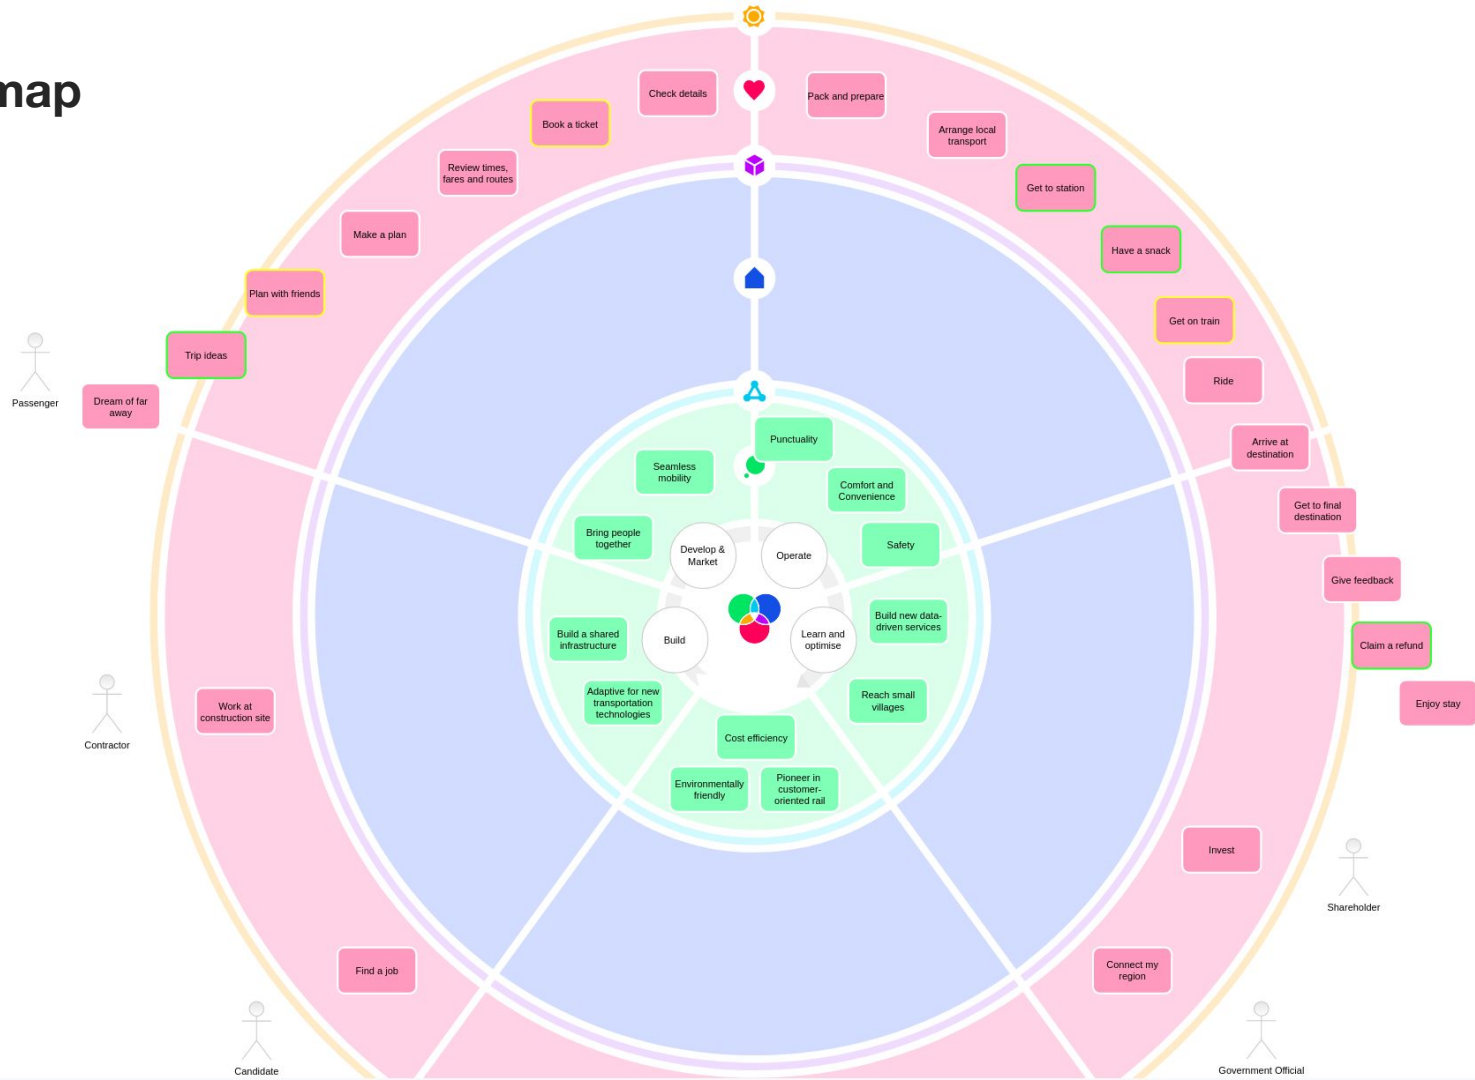 map
Check details
Pack and prepare
Book a ticket
Arrange local
transport
Review times,
fares and routes
Get to station
Make a plan
Have a snack
Plan with friends
Get on train
Trip ideas
Ride
Passenger
Dream of far
away
Arrive at
destination
Punctuality
Seamless
mobility
Comfort and
Convenience
Get to final
destination
Bring people
together
Safety
Develop &
Market
Operate
Give feedback
Build a shared
infrastructure
Build
Learn and
optimise
Build new data-
driven services
Claim a refund
Adaptive for new
transportation
technologies
Reach small
villages
Enjoy stay
Work at
construction site
Contractor
Cost efficiency
Environmentally
friendly
Pioneer in
customer-
oriented rail
Invest
Shareholder
Find a job
Connect my
region
Candidate
Government Official